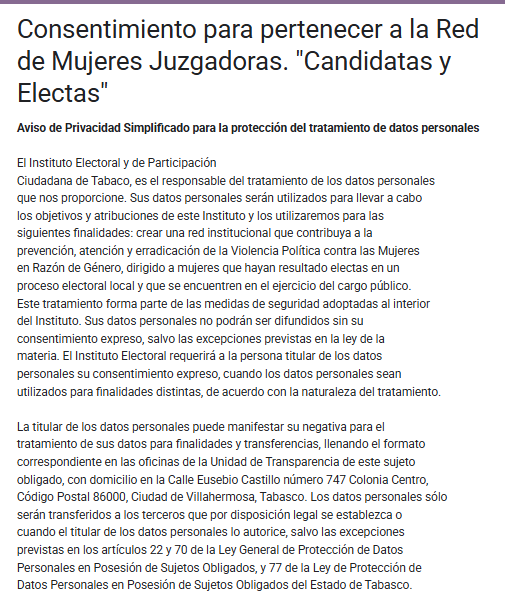 Consentimiento para pertenecer a la Red
de Mujeres Juzgadoras. "Candidatas y
Electas"
Aviso de Privacidad Simplificado para la protección del tratamiento de datos personales
El Instituto Electoral y de Participación
Ciudadana de Tabaco, es el responsable del tratamiento de los datos personales
que nos proporcione. Sus datos personales serán utilizados para llevar a cabo
los objetivos y atribuciones de este Instituto y los utilizaremos para las
siguientes finalidades: crear una red institucional que contribuya a la
prevención, atención y erradicación de la Violencia Política contra las Mujeres
en Razón de Género, dirigido a mujeres que hayan resultado electas en un
proceso electoral local y que se encuentren en el ejercicio del cargo público.
Este tratamiento forma parte de las medidas de seguridad adoptadas al interior
del Instituto. Sus datos personales no podrán ser difundidos sin su
consentimiento expreso, salvo las excepciones previstas en la ley de la
materia. El Instituto Electoral requerirá a la persona titular de los datos
personales su consentimiento expreso, cuando los datos personales sean
utilizados para finalidades distintas, de acuerdo con la naturaleza del tratamiento.
La titular de los datos personales puede manifestar su negativa para el
tratamiento de sus datos para finalidades y transferencias, llenando el formato
correspondiente en las oficinas de la Unidad de Transparencia de este sujeto
obligado, con domicilio en la Calle Eusebio Castillo número 747 Colonia Centro,
Código Postal 86000, Ciudad de Villahermosa, Tabasco. Los datos personales sólo
serán transferidos a los terceros que por disposición legal se establezca o
cuando el titular de los datos personales lo autorice, salvo las excepciones
previstas en los artículos 22 y 70 de la Ley General de Protección de Datos
Personales en Posesión de Sujetos Obligados, y 77 de la Ley de Protección de
Datos Personales en Posesión de Sujetos Obligados del Estado de Tabasco.